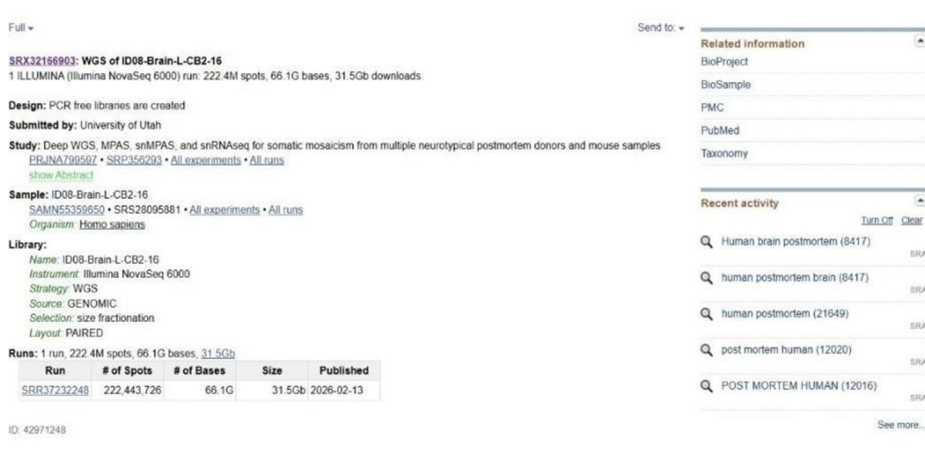 Full
Send to:
SRX32166903: WGS of ID08-Brain-L-CB2-16
1 ILLUMINA (Illumina NovaSeq 6000) run: 222.4M spots, 66.1G bases, 31.5Gb downloads
Design: PCR free libraries are created
Submitted by: University of Utah
Study: Deep WGS, MPAS, snMPAS, and snRNAseq for somatic mosaicism from multiple neurotypical postmortem donors and mouse samples
PRJNA799597 • SRP356293 • All experiments • All runs
show Abstract
Sample: ID08-Brain-L-CB2-16
SAMN55359650 • SRS28095881 • All experiments • All runs
Organism: Homo sapiens
Library:
Name: ID08-Brain-L-CB2-16
Instrument: Illumina NovaSeq 6000
Strategy: WGS
Source: GENOMIC
Selection: size fractionation
Layout: PAIRED
Runs: 1 run, 222.4M spots, 66.1G bases, 31.5Gb
Run # of Spots # of Bases Size Published
SRR37232248 222,443,726 66.1G 31.5Gb 2026-02-13
ID: 42971248
Related information
BioProject
BioSample
PMC
PubMed
Taxonomy
Recent activity
Turn Off Clear
Human brain postmortem (8417)
SRA
human postmortem brain (8417)
SRA
human postmortem (21649)
SRA
post mortem human (12020)
SRA
POST MORTEM HUMAN (12016)
SRA
See more...